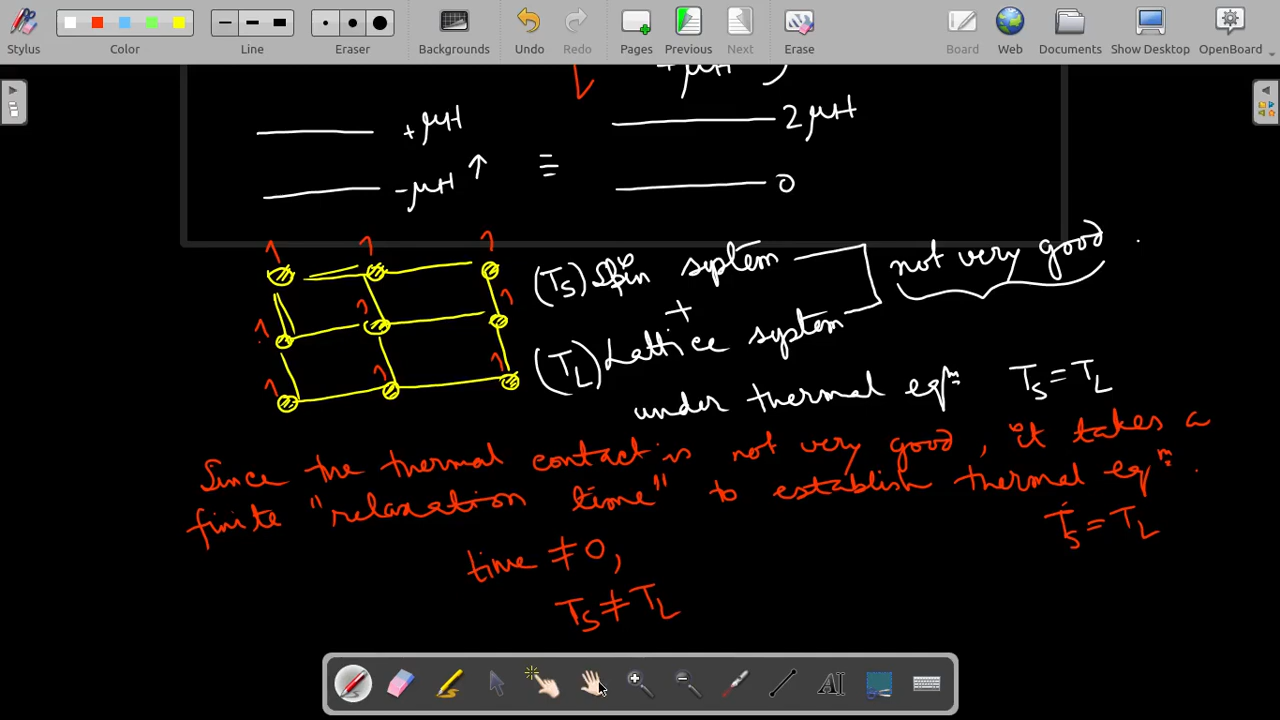 Stylus Color Line Eraser Backgrounds Undo Redo Pages Previous Next Erase Board Web Documents Show Desktop OpenBoard
+μH
+μH 2μH
-μH ↑ ≡ 0
(Ts) Spin system not very good.
+
(TL) Lattice system
under thermal eqm Ts = TL
Since the thermal contact is not very good, it takes a
finite "relaxation time" to establish thermal eqm.
Ts = TL
time ≠ 0,
Ts ≠ TL